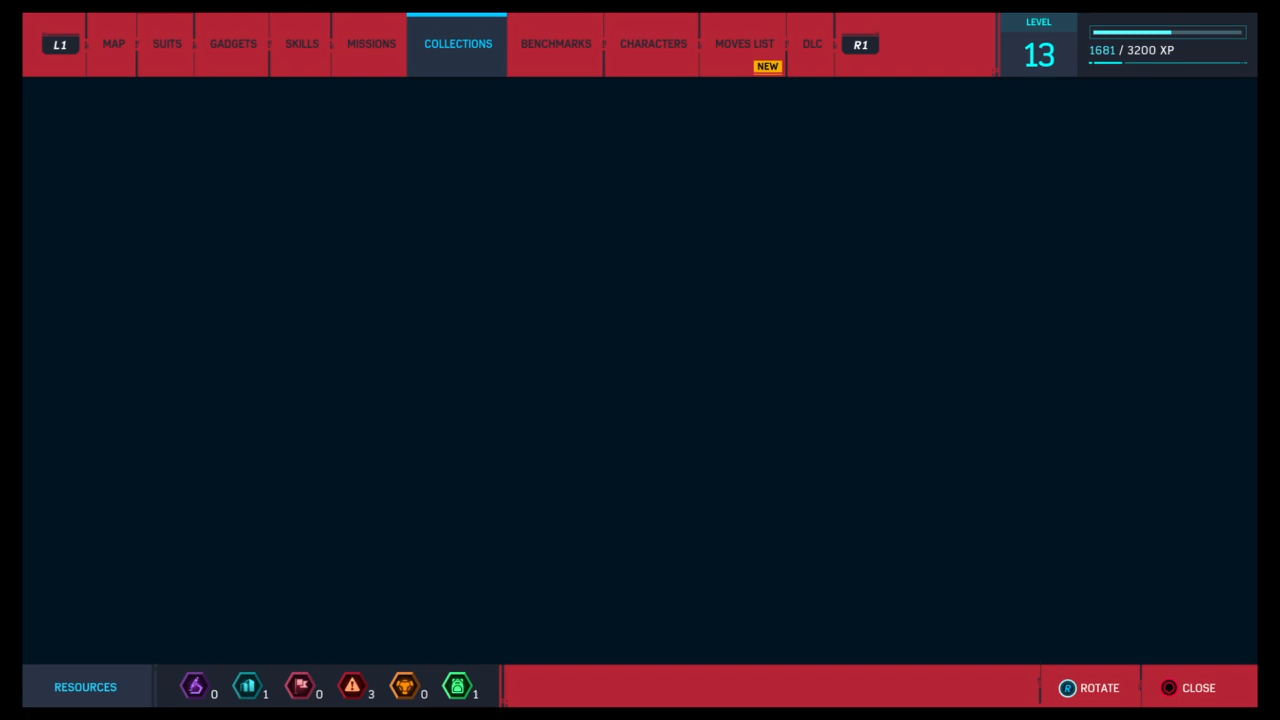 L1 MAP SUITS GADGETS SKILLS MISSIONS COLLECTIONS BENCHMARKS CHARACTERS MOVES LIST DLC R1
NEW
LEVEL
13
1681 / 3200 XP
RESOURCES 0 1 0 3 0 1
R ROTATE CLOSE